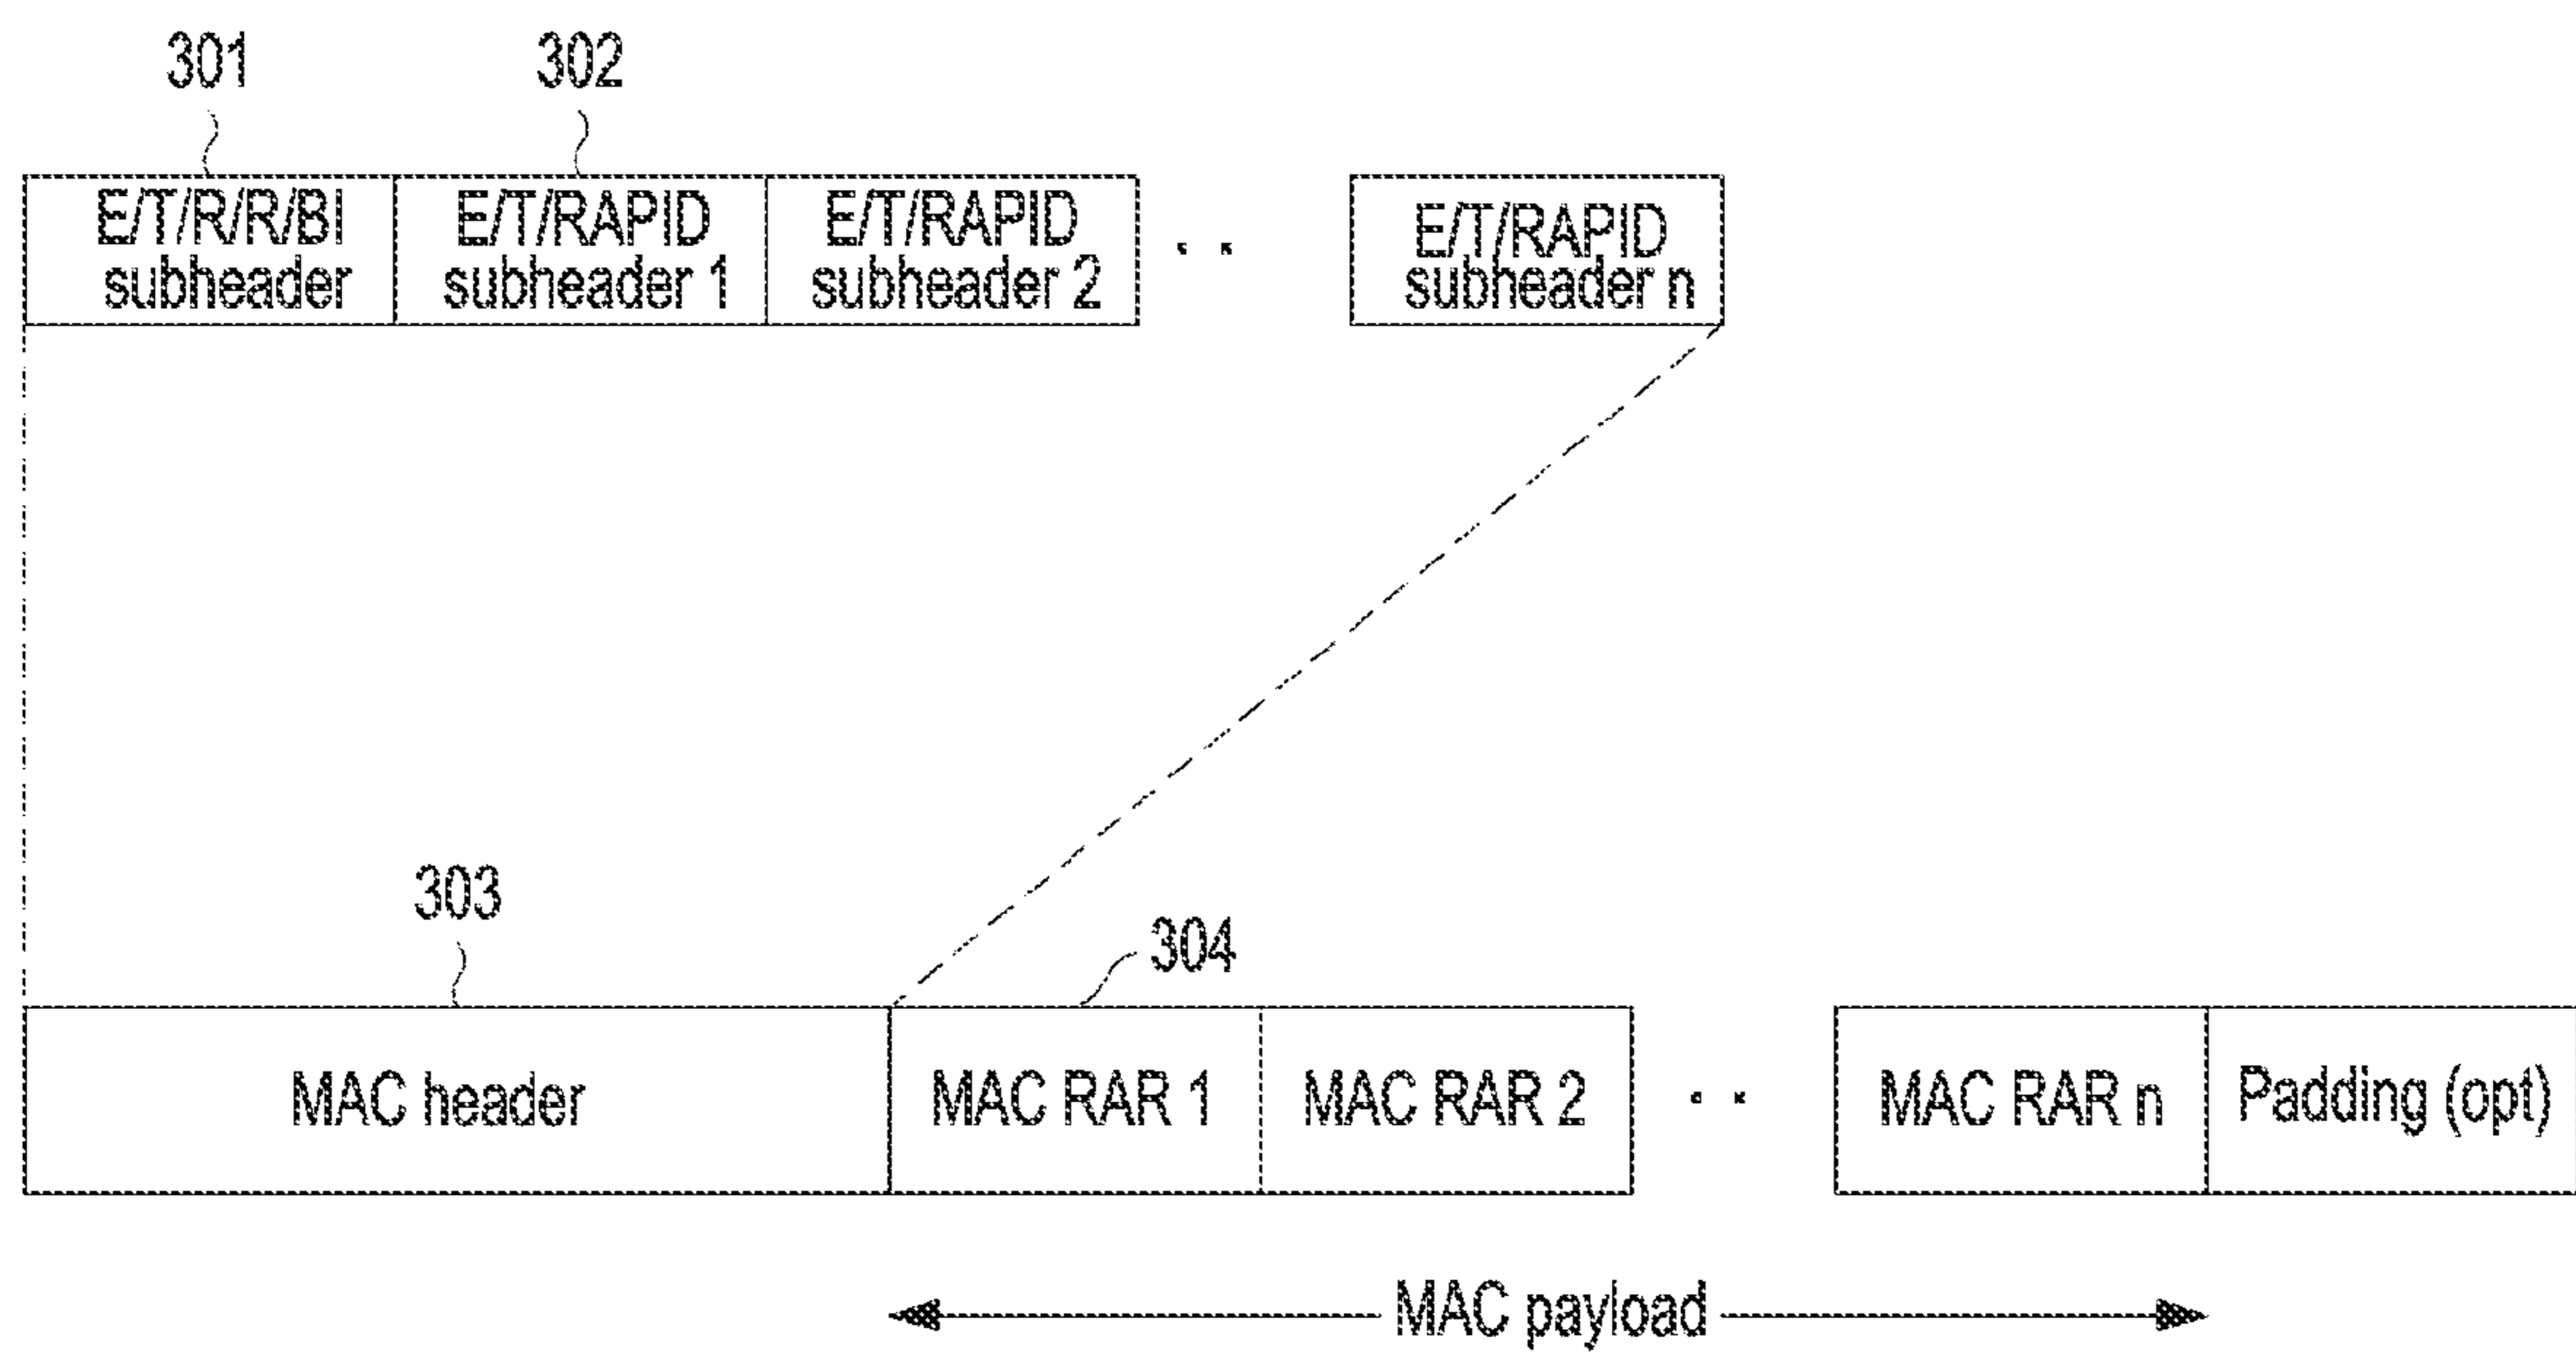 301
302
E/T/R/R/BI
subheader
E/T/RAPID
subheader 1
E/T/RAPID
subheader 2
. .
E/T/RAPID
subheader n
303
304
MAC header
MAC RAR 1
MAC RAR 2
. .
MAC RAR n
Padding (opt)
MAC payload